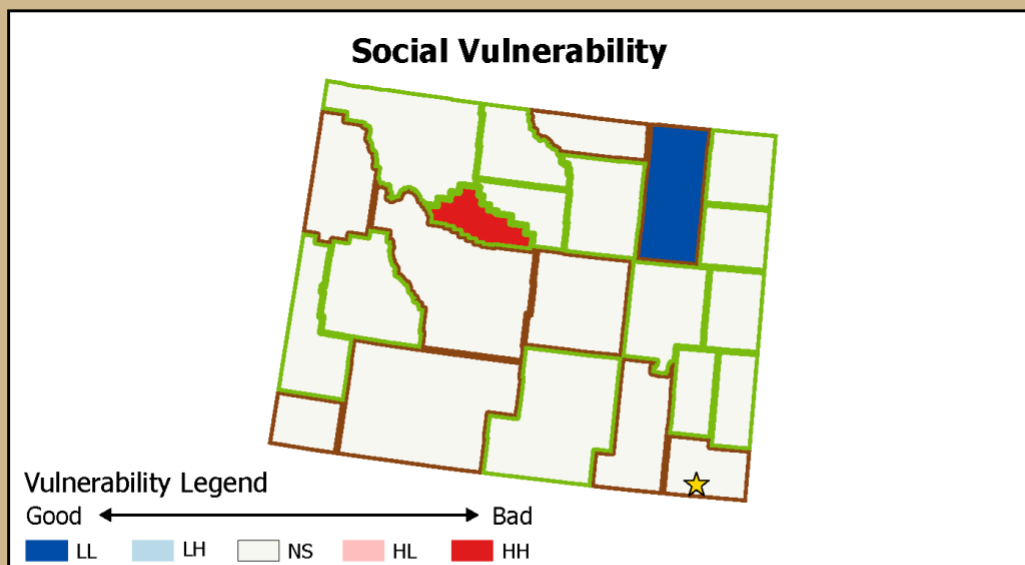 Social Vulnerability
Vulnerability Legend
Good Bad
LL LH NS HL HH